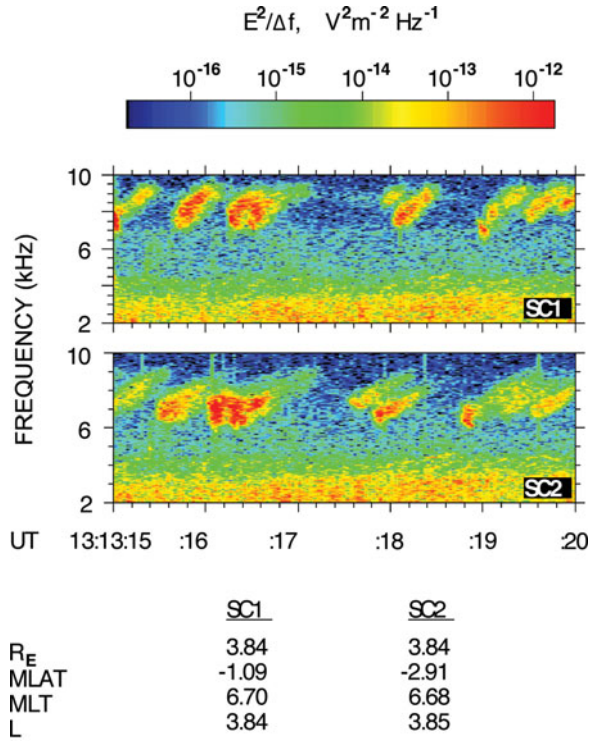 E²/Δf, V²m⁻² Hz⁻¹
10⁻¹⁶ 10⁻¹⁵ 10⁻¹⁴ 10⁻¹³ 10⁻¹²
FREQUENCY (kHz)
10
6
2
SC1
10
6
2
SC2
UT 13:13:15 :16 :17 :18 :19 :20
SC1 SC2
R_E 3.84 3.84
MLAT -1.09 -2.91
MLT 6.70 6.68
L 3.84 3.85